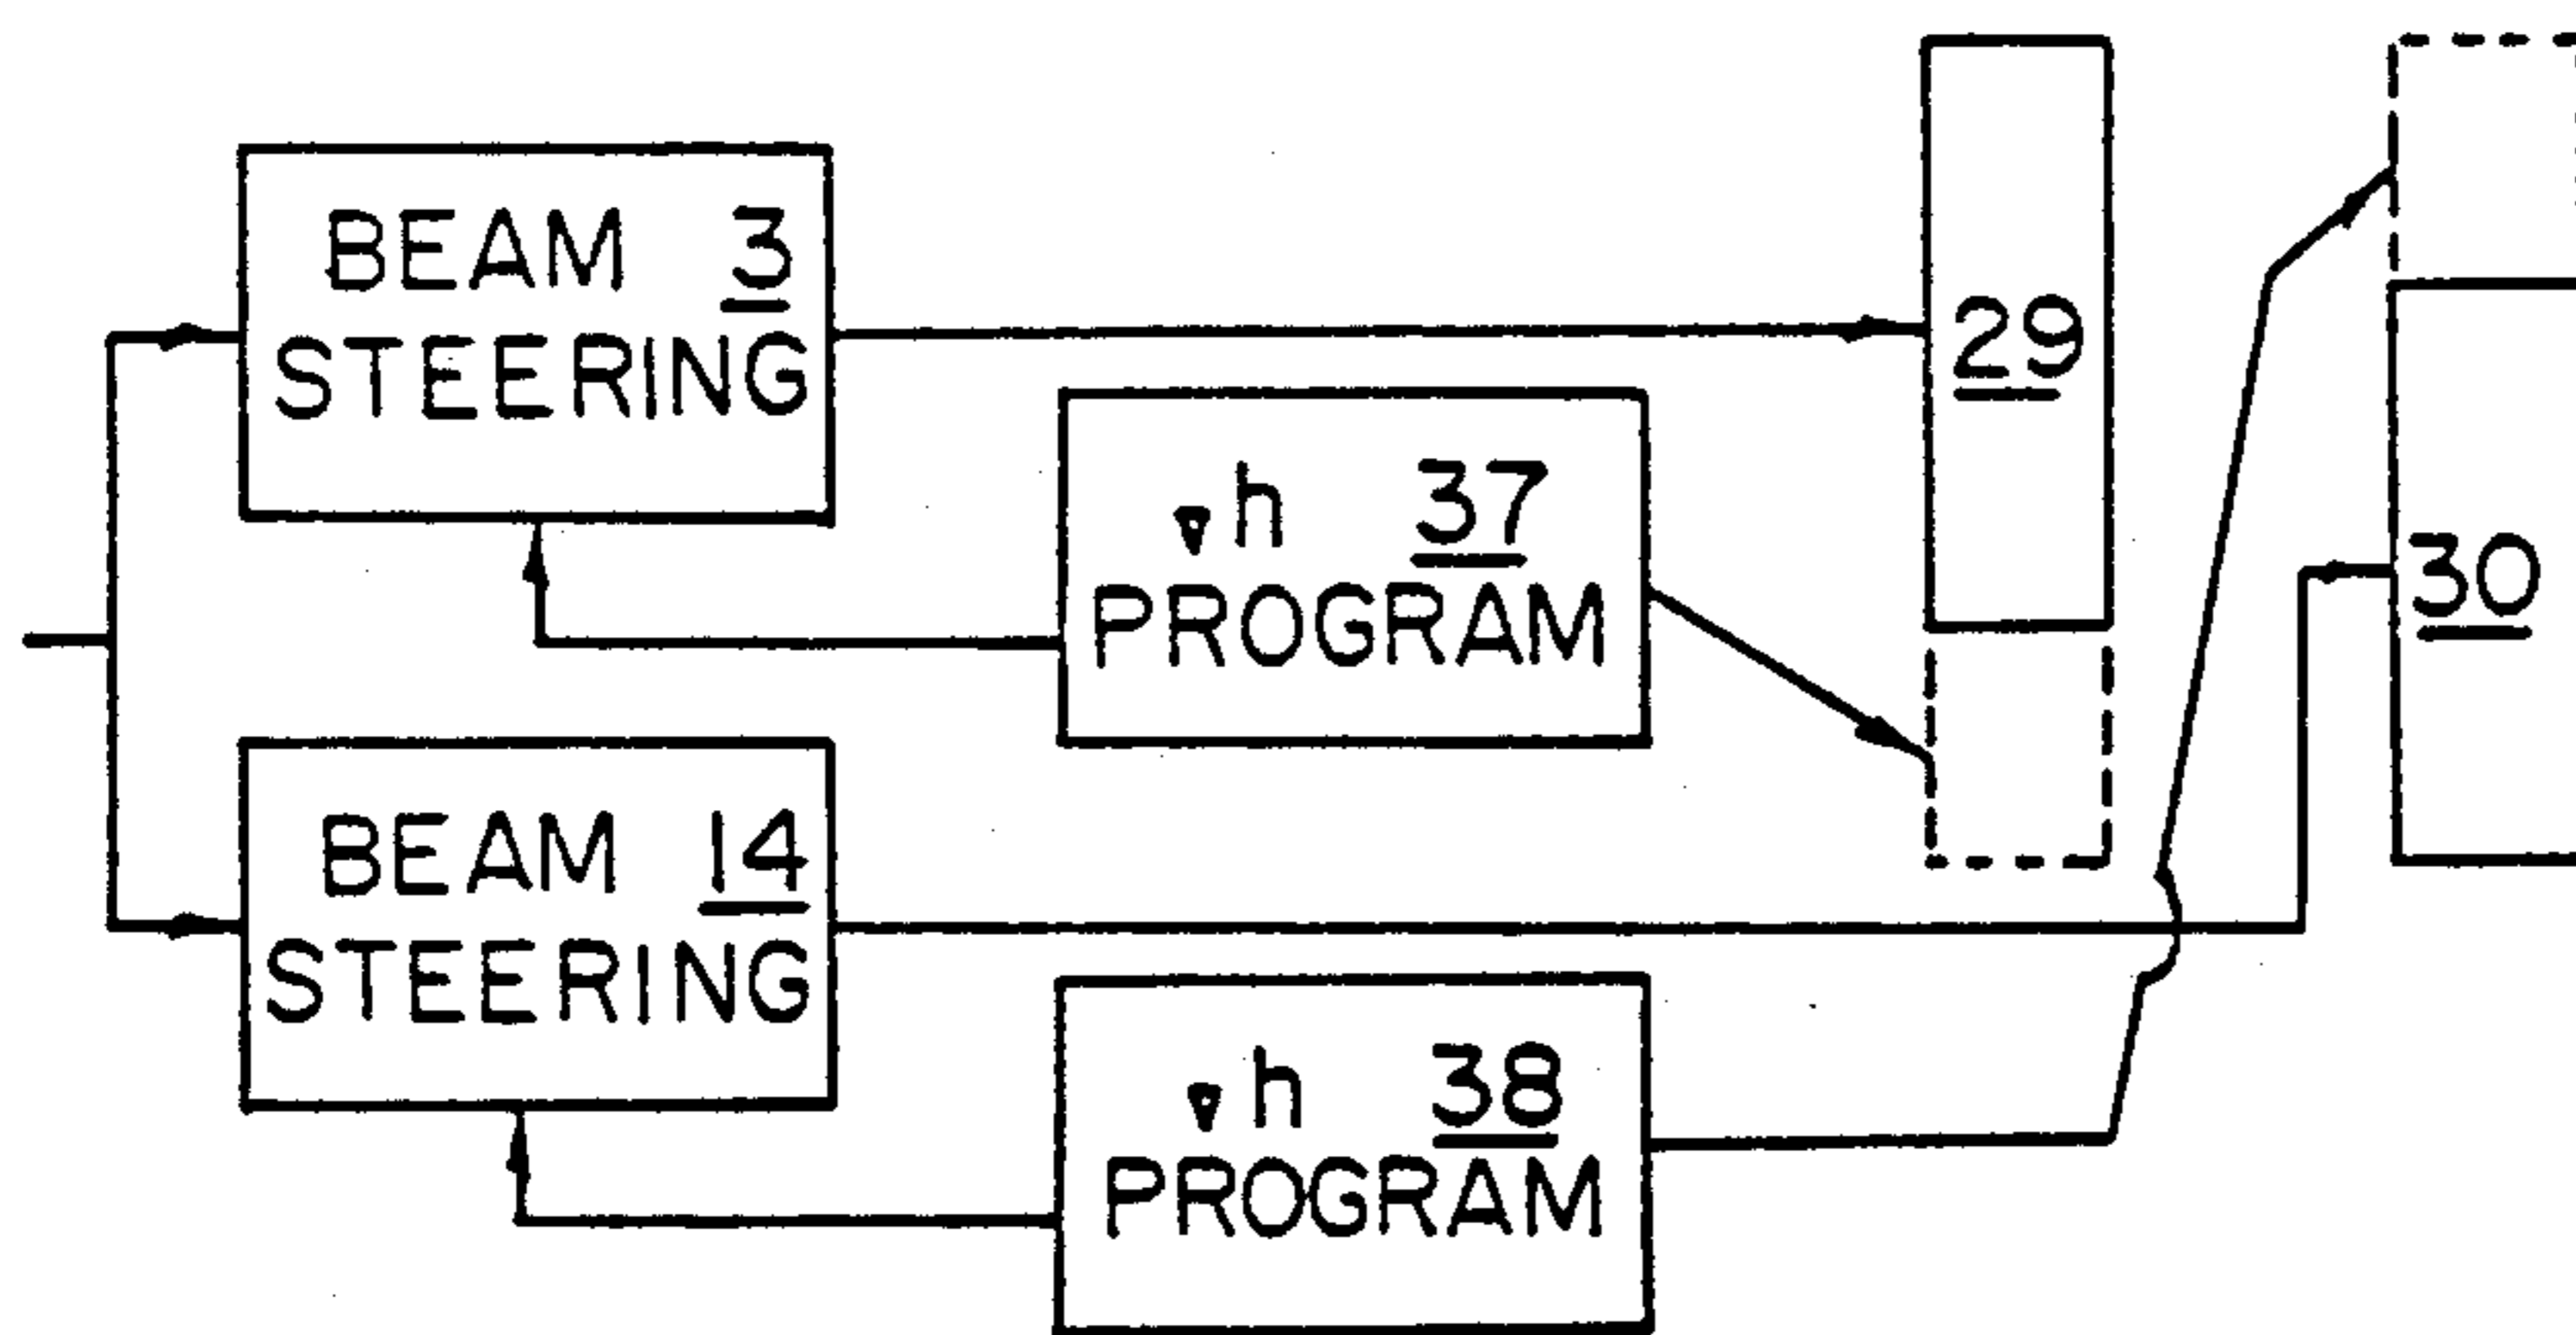 BEAM 3
STEERING
29
▼h 37
PROGRAM
30
BEAM 14
STEERING
▼h 38
PROGRAM